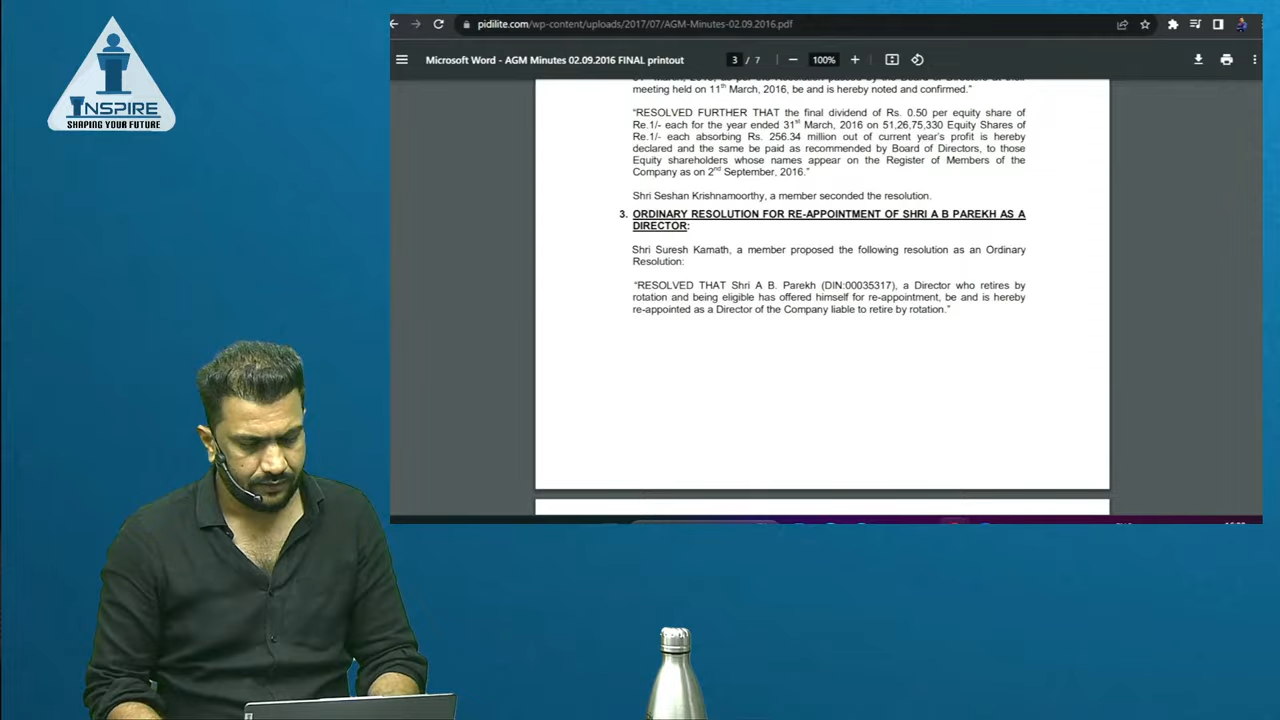 INSPIRE
SHAPING YOUR FUTURE
pidilite.com/wp-content/uploads/2017/07/AGM-Minutes-02.09.2016.pdf
Microsoft Word - AGM Minutes 02.09.2016 FINAL printout
3 / 7
100%
meeting held on 11th March, 2016, be and is hereby noted and confirmed."
"RESOLVED FURTHER THAT the final dividend of Rs. 0.50 per equity share of
Re.1/- each for the year ended 31st March, 2016 on 51,26,75,330 Equity Shares of
Re.1/- each absorbing Rs. 256.34 million out of current year's profit is hereby
declared and the same be paid as recommended by Board of Directors, to those
Equity shareholders whose names appear on the Register of Members of the
Company as on 2nd September, 2016."
Shri Seshan Krishnamoorthy, a member seconded the resolution.
3. ORDINARY RESOLUTION FOR RE-APPOINTMENT OF SHRI A B PAREKH AS A
DIRECTOR:
Shri Suresh Kamath, a member proposed the following resolution as an Ordinary
Resolution:
"RESOLVED THAT Shri A B. Parekh (DIN:00035317), a Director who retires by
rotation and being eligible has offered himself for re-appointment, be and is hereby
re-appointed as a Director of the Company liable to retire by rotation."